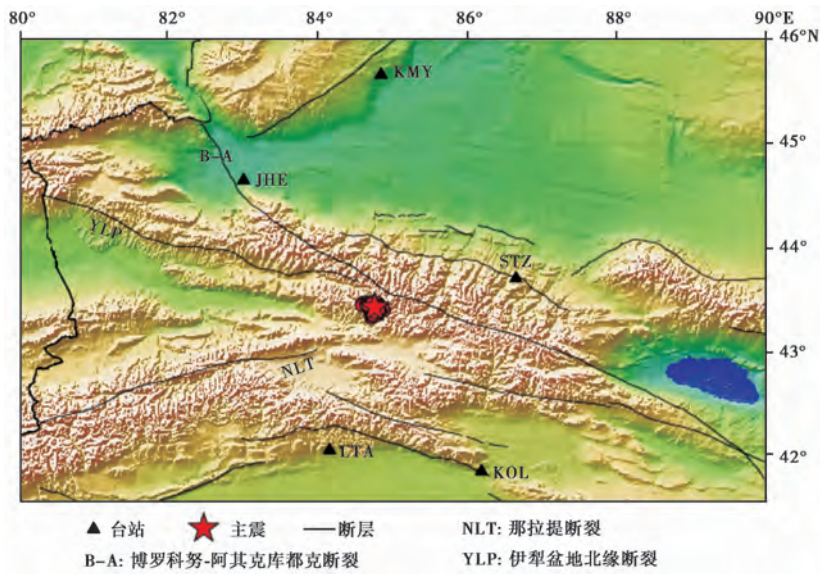 80° 82° 84° 86° 88° 90°E
46°N
KMY
45°
B-A
JHE
YLP
44°
STZ
43°
NLT
42°
LTA
KOL
台站 主震 断层 NLT: 那拉提断裂
B-A: 博罗科努-阿其克库都克断裂 YLP: 伊犁盆地北缘断裂